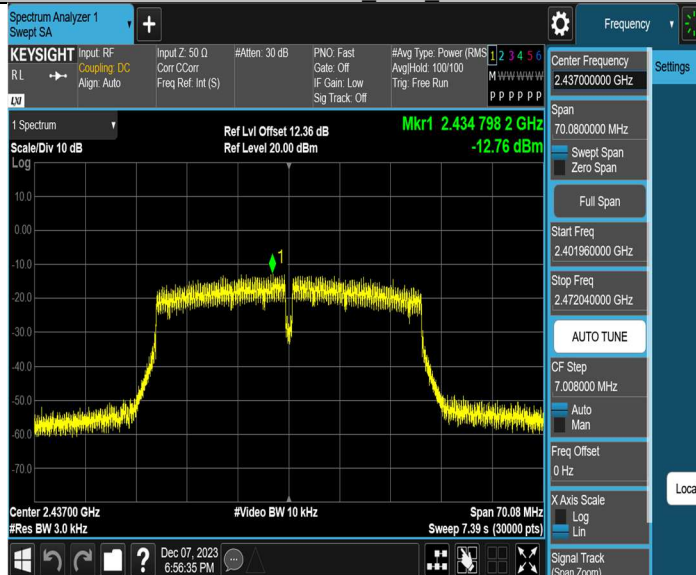 Spectrum Analyzer 1
Swept SA
Frequency
KEYSIGHT
RL
LXI
Input: RF
Coupling: DC
Align: Auto
Input Z: 50 Ω
Corr CCorr
Freq Ref: Int (S)
#Atten: 30 dB
PNO: Fast
Gate: Off
IF Gain: Low
Sig Track: Off
#Avg Type: Power (RMS
Avg|Hold: 100/100
Trig: Free Run
1 2 3 4 5 6
M W W W W W
P P P P P P
1 Spectrum
Scale/Div 10 dB
Log
Ref Lvl Offset 12.36 dB
Ref Level 20.00 dBm
Mkr1 2.434 798 2 GHz
-12.76 dBm
10.0
0.00
-10.0
-20.0
-30.0
-40.0
-50.0
-60.0
-70.0
1
Center 2.43700 GHz
#Res BW 3.0 kHz
#Video BW 10 kHz
Span 70.08 MHz
Sweep 7.39 s (30000 pts)
?
Dec 07, 2023
6:56:35 PM
Center Frequency
2.437000000 GHz
Span
70.0800000 MHz
Swept Span
Zero Span
Full Span
Start Freq
2.401960000 GHz
Stop Freq
2.472040000 GHz
AUTO TUNE
CF Step
7.008000 MHz
Auto
Man
Freq Offset
0 Hz
X Axis Scale
Log
Lin
Signal Track
(Span Zoom)
Settings
Loca